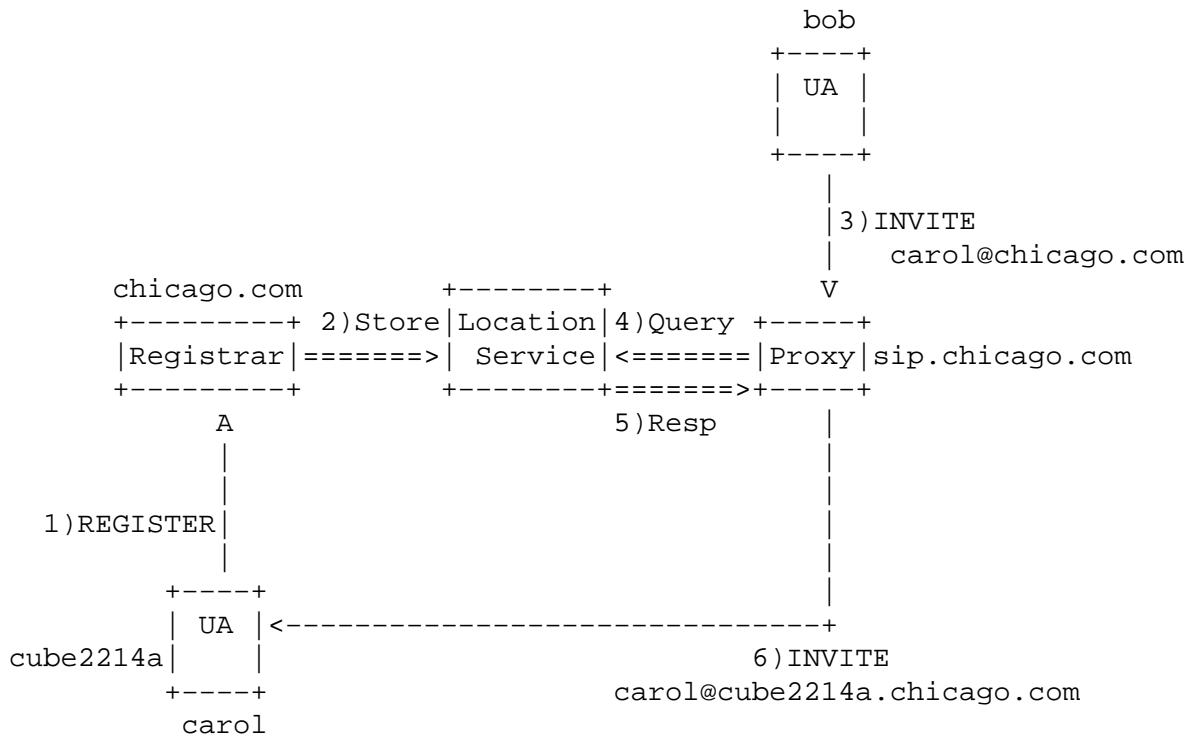 bob
+----+
| UA |
|    |
+----+
|
|3)INVITE
|   carol@chicago.com
chicago.com        +--------+            V
+---------+ 2)Store|Location|4)Query +-----+
|Registrar|=======>| Service|<=======|Proxy|sip.chicago.com
+---------+        +--------+=======>+-----+
A                      5)Resp      |
|                                  |
|                                  |
1)REGISTER|                                  |
|                                  |
+----+                                |
| UA |<-------------------------------+
cube2214a|    |                            6)INVITE
+----+                    carol@cube2214a.chicago.com
carol